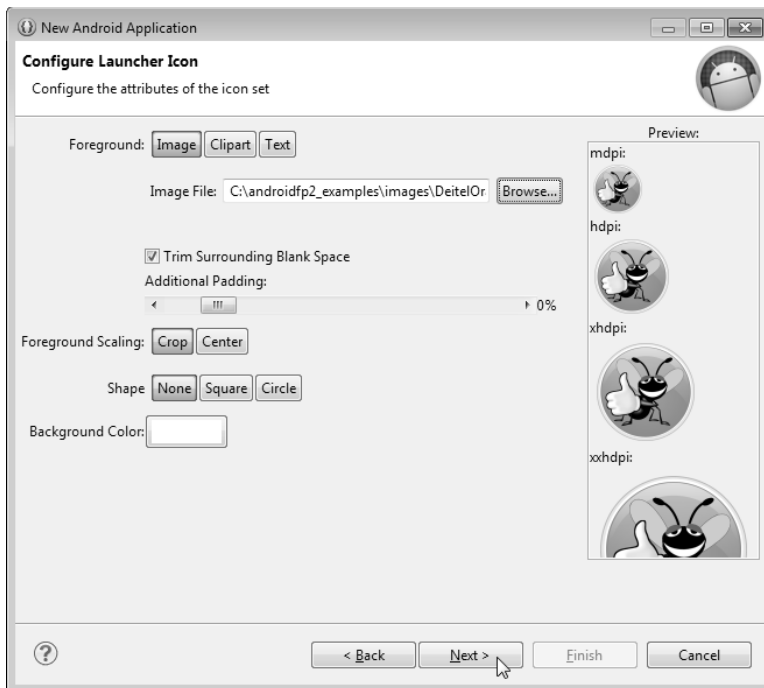 New Android Application
Configure Launcher Icon
Configure the attributes of the icon set
Foreground: Image Clipart Text
Image File: C:\androidfp2_examples\images\DeitelOr Browse...
Trim Surrounding Blank Space
Additional Padding:
0%
Foreground Scaling: Crop Center
Shape None Square Circle
Background Color:
Preview:
mdpi:
hdpi:
xhdpi:
xxhdpi:
< Back Next > Finish Cancel